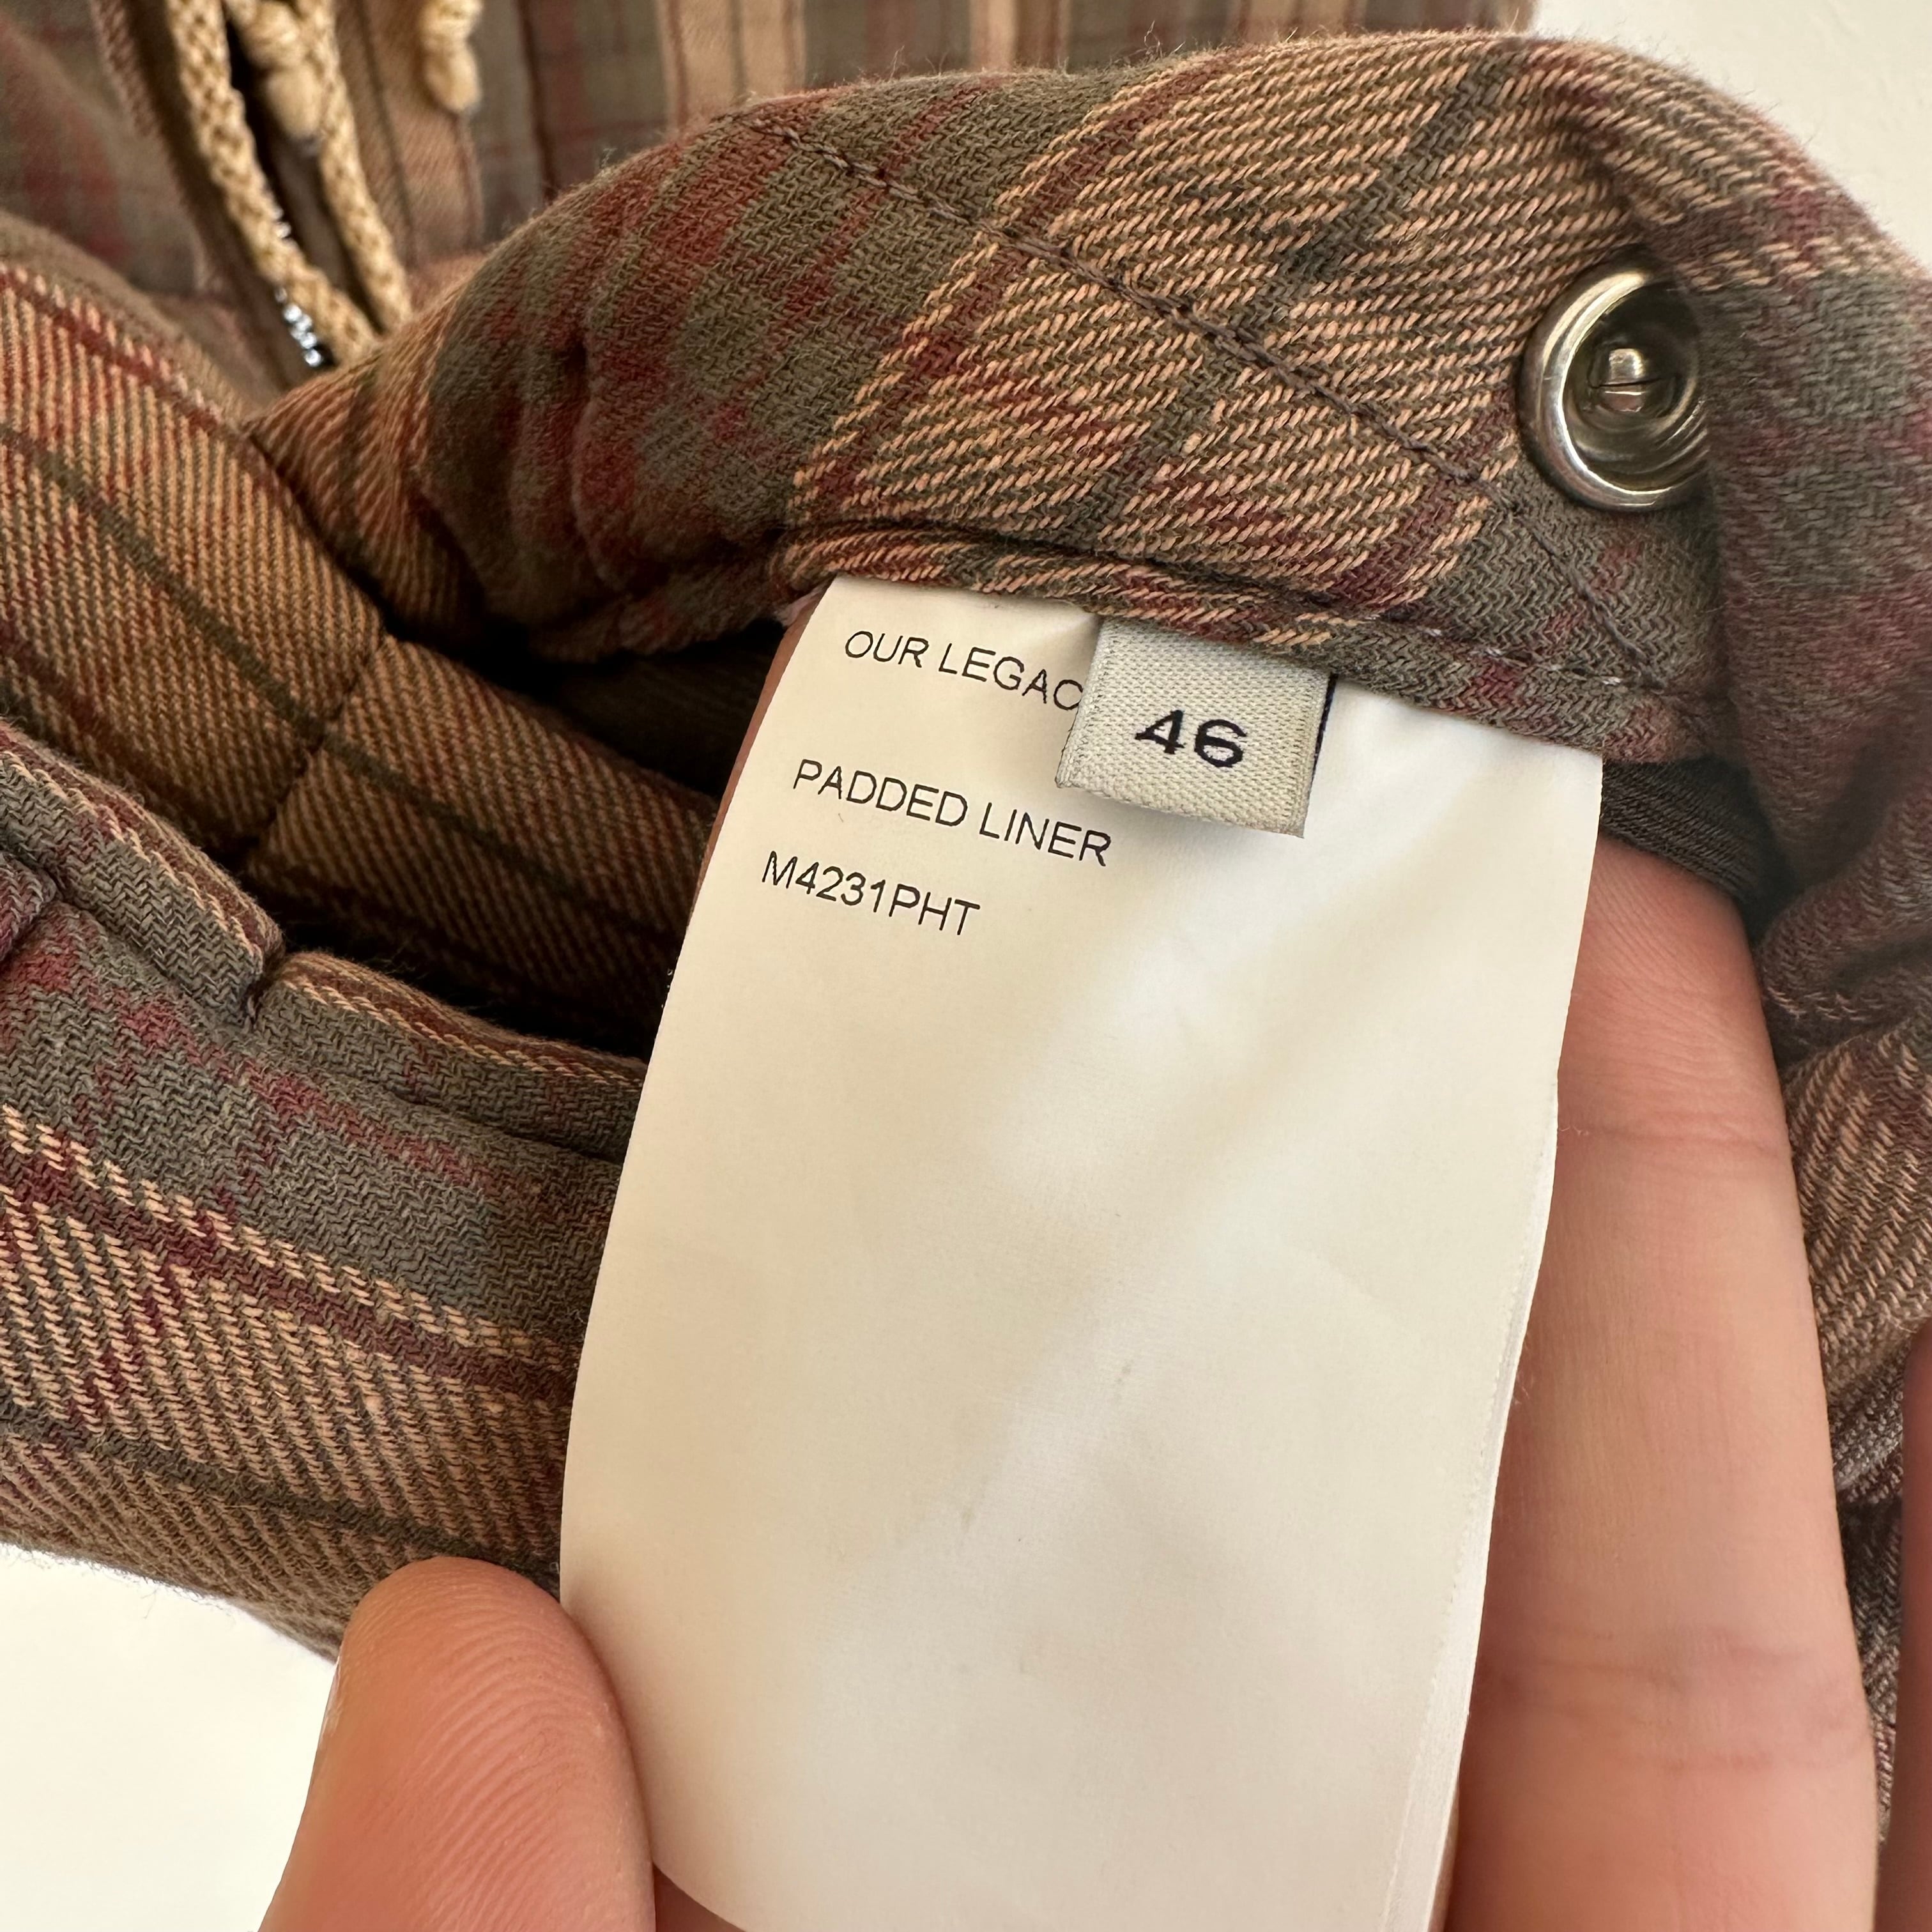 OUR LEGAC
46
PADDED LINER
M4231PHT